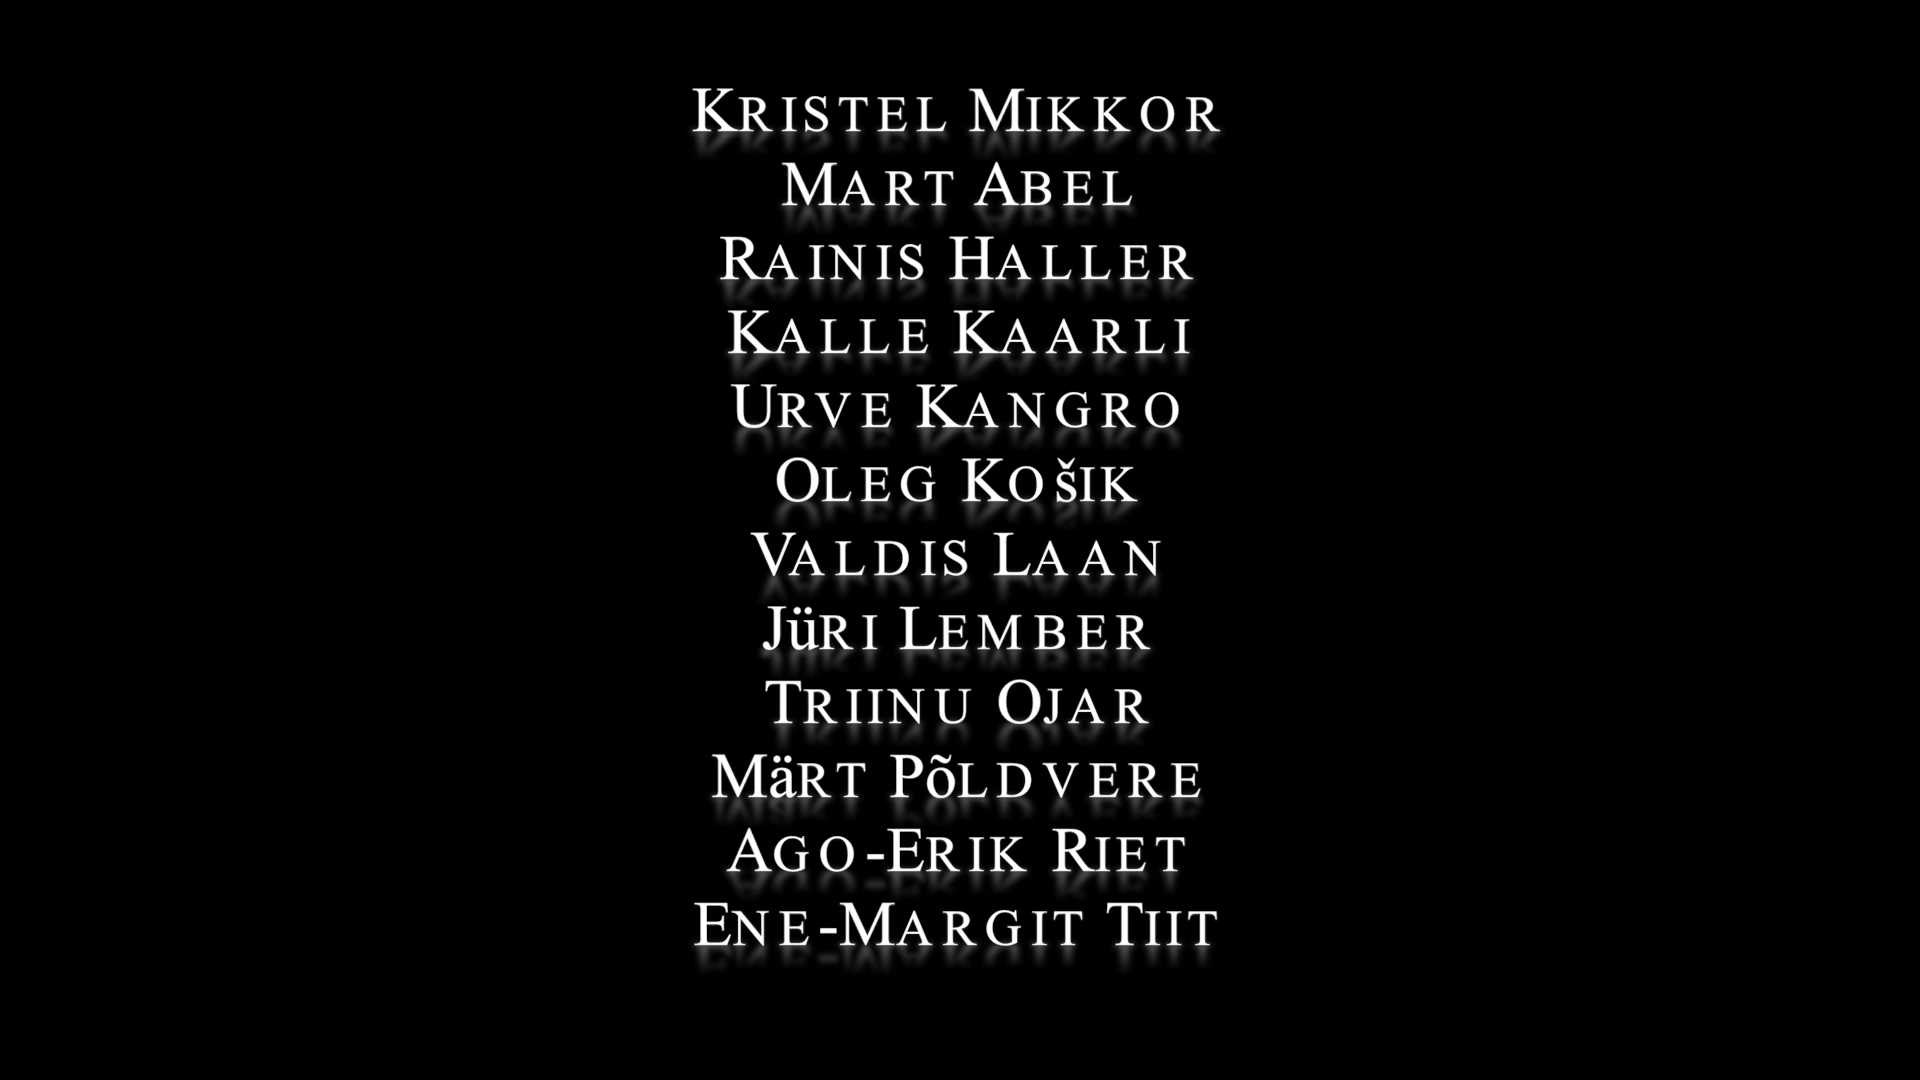 Kristel Mikkor
Mart Abel
Rainis Haller
Kalle Kaarli
Urve Kangro
Oleg Košik
Valdis Laan
Jüri Lember
Triinu Ojar
Märt Põldvere
Ago-Erik Riet
Ene-Margit Tiit